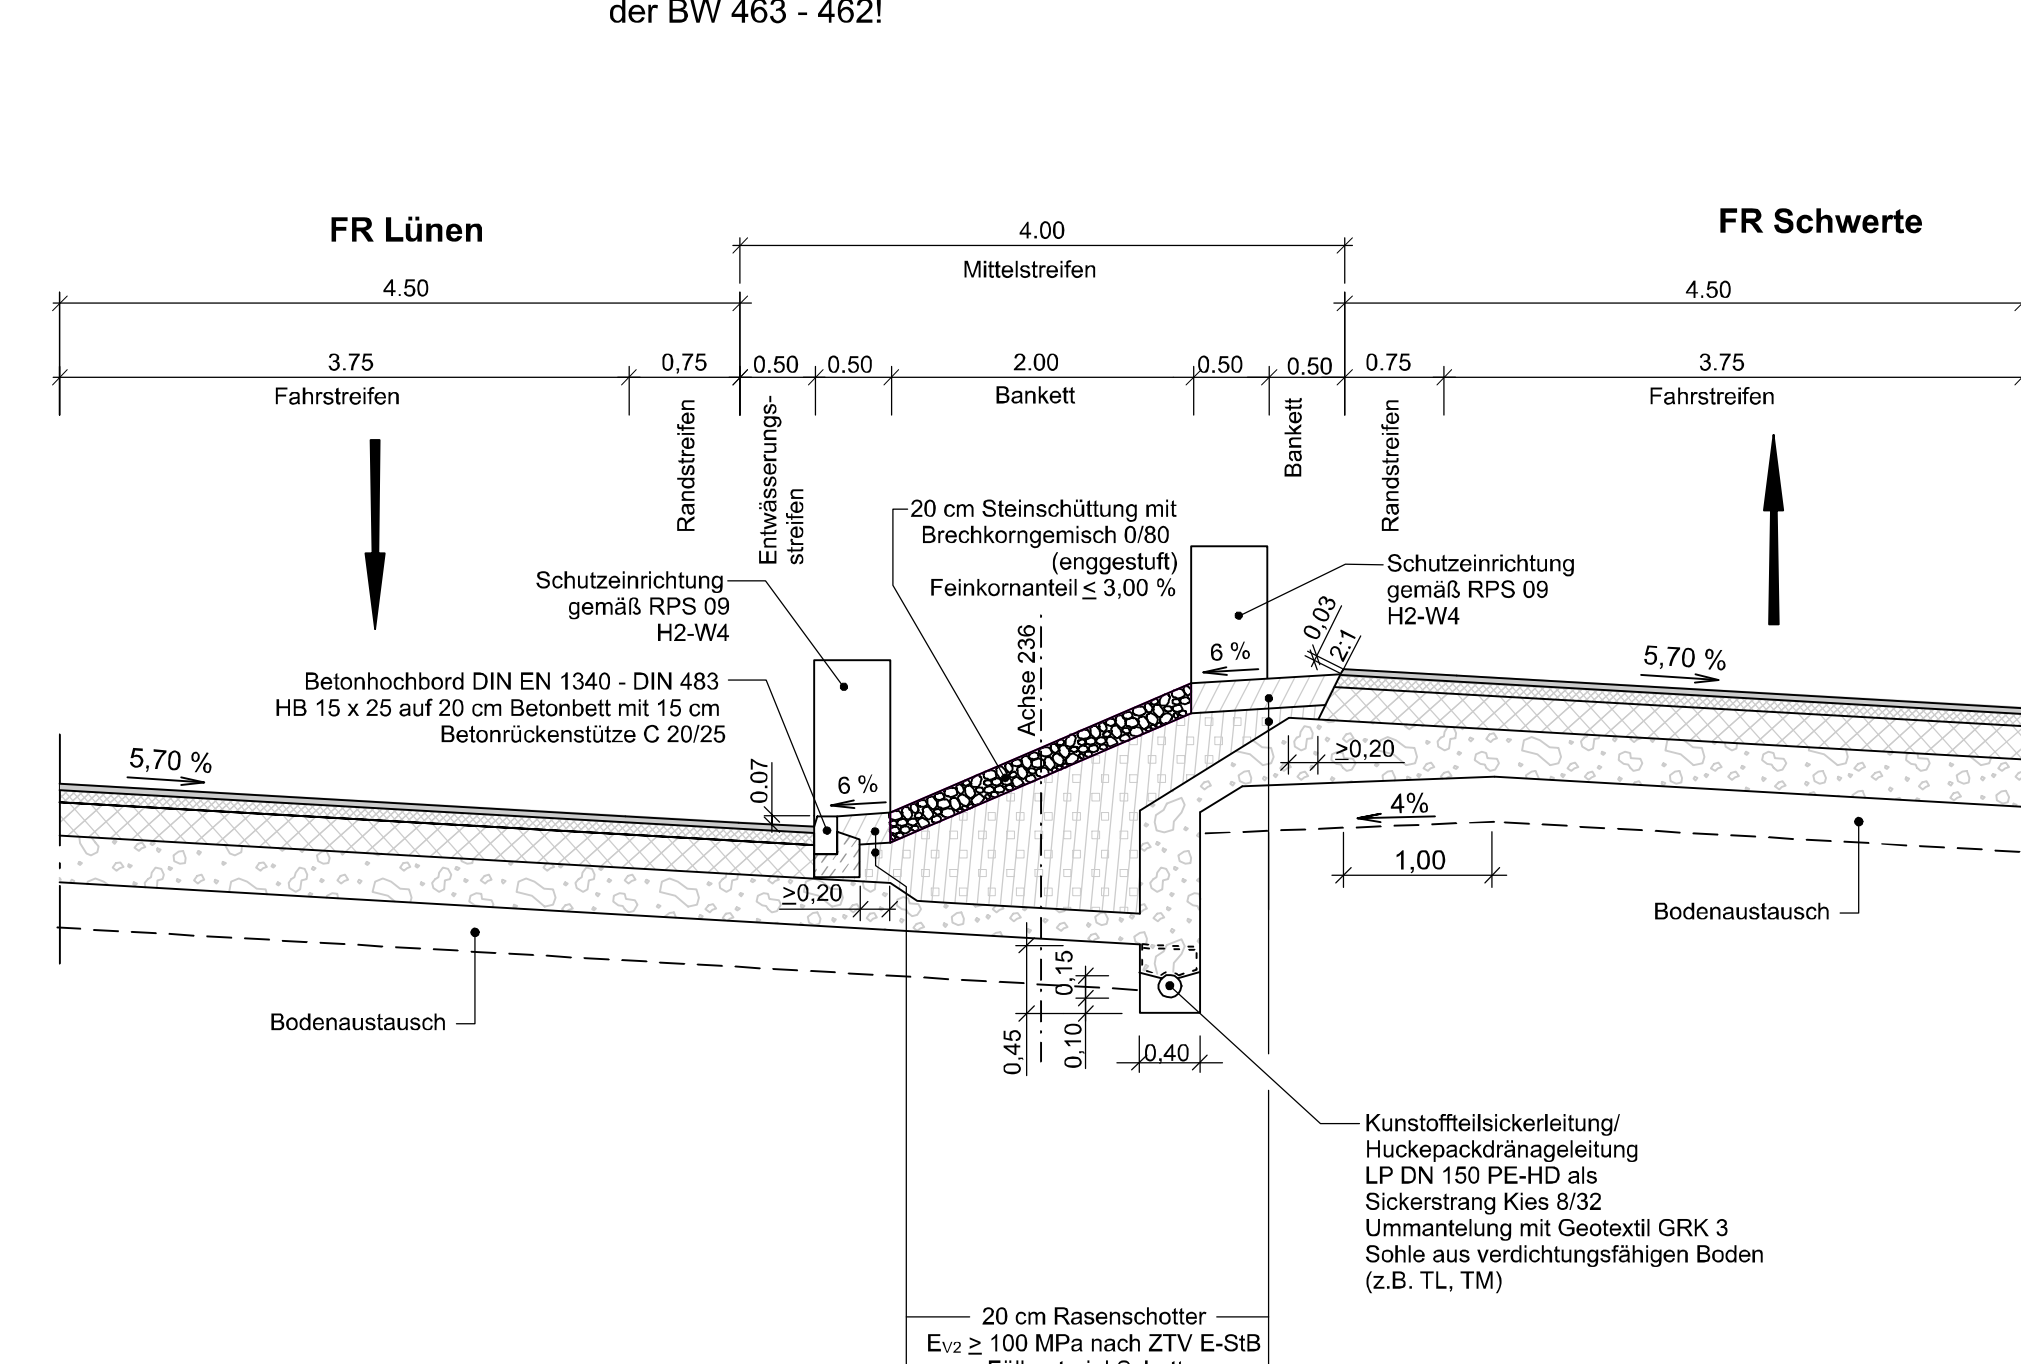 der BW 463 - 462!
FR Lünen
FR Schwerte
4.00
Mittelstreifen
4.50
4.50
3.75
0,75
0.50
0.50
2.00
0.50
0.50
0.75
3.75
Fahrstreifen
Bankett
Fahrstreifen
Randstreifen
Entwässerungs-
streifen
Bankett
Randstreifen
20 cm Steinschüttung mit
Brechkorngemisch 0/80
(enggestuft)
Feinkornanteil ≤ 3,00 %
Schutzeinrichtung
gemäß RPS 09
H2-W4
Schutzeinrichtung
gemäß RPS 09
H2-W4
0,03
2:1
Achse 236
6 %
5,70 %
Betonhochbord DIN EN 1340 - DIN 483
HB 15 x 25 auf 20 cm Betonbett mit 15 cm
Betonrückenstütze C 20/25
5,70 %
0.07
6 %
≥0,20
4%
1,00
≥0,20
Bodenaustausch
Bodenaustausch
0,15
0,45
0,10
0,40
Kunstoffteilsickerleitung/
Huckepackdränageleitung
LP DN 150 PE-HD als
Sickerstrang Kies 8/32
Ummantelung mit Geotextil GRK 3
Sohle aus verdichtungsfähigen Boden
(z.B. TL, TM)
20 cm Rasenschotter
EV2 ≥ 100 MPa nach ZTV E-StB